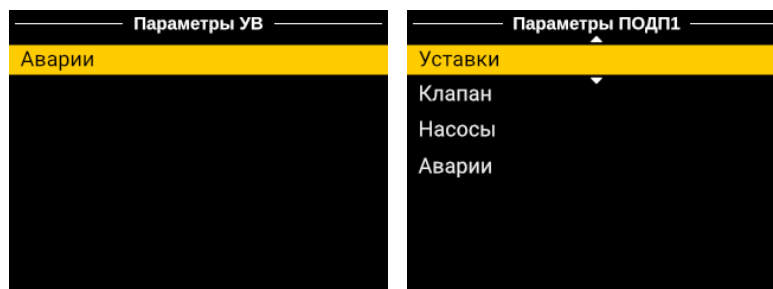 Параметры УВ
Аварии
Параметры ПОДП1
Уставки
Клапан
Насосы
Аварии